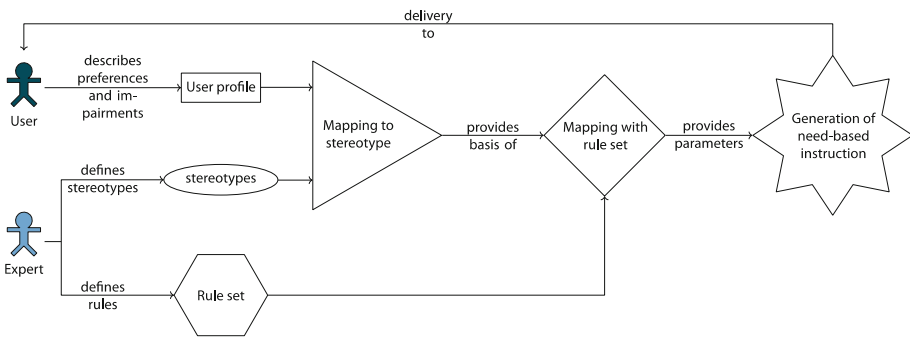 delivery
to
describes
preferences
and im-
pairments
User
User profile
Mapping to
stereotype
provides
basis of
Mapping with
rule set
provides
parameters
Generation of
need-based
instruction
defines
stereotypes
stereotypes
Expert
defines
rules
Rule set